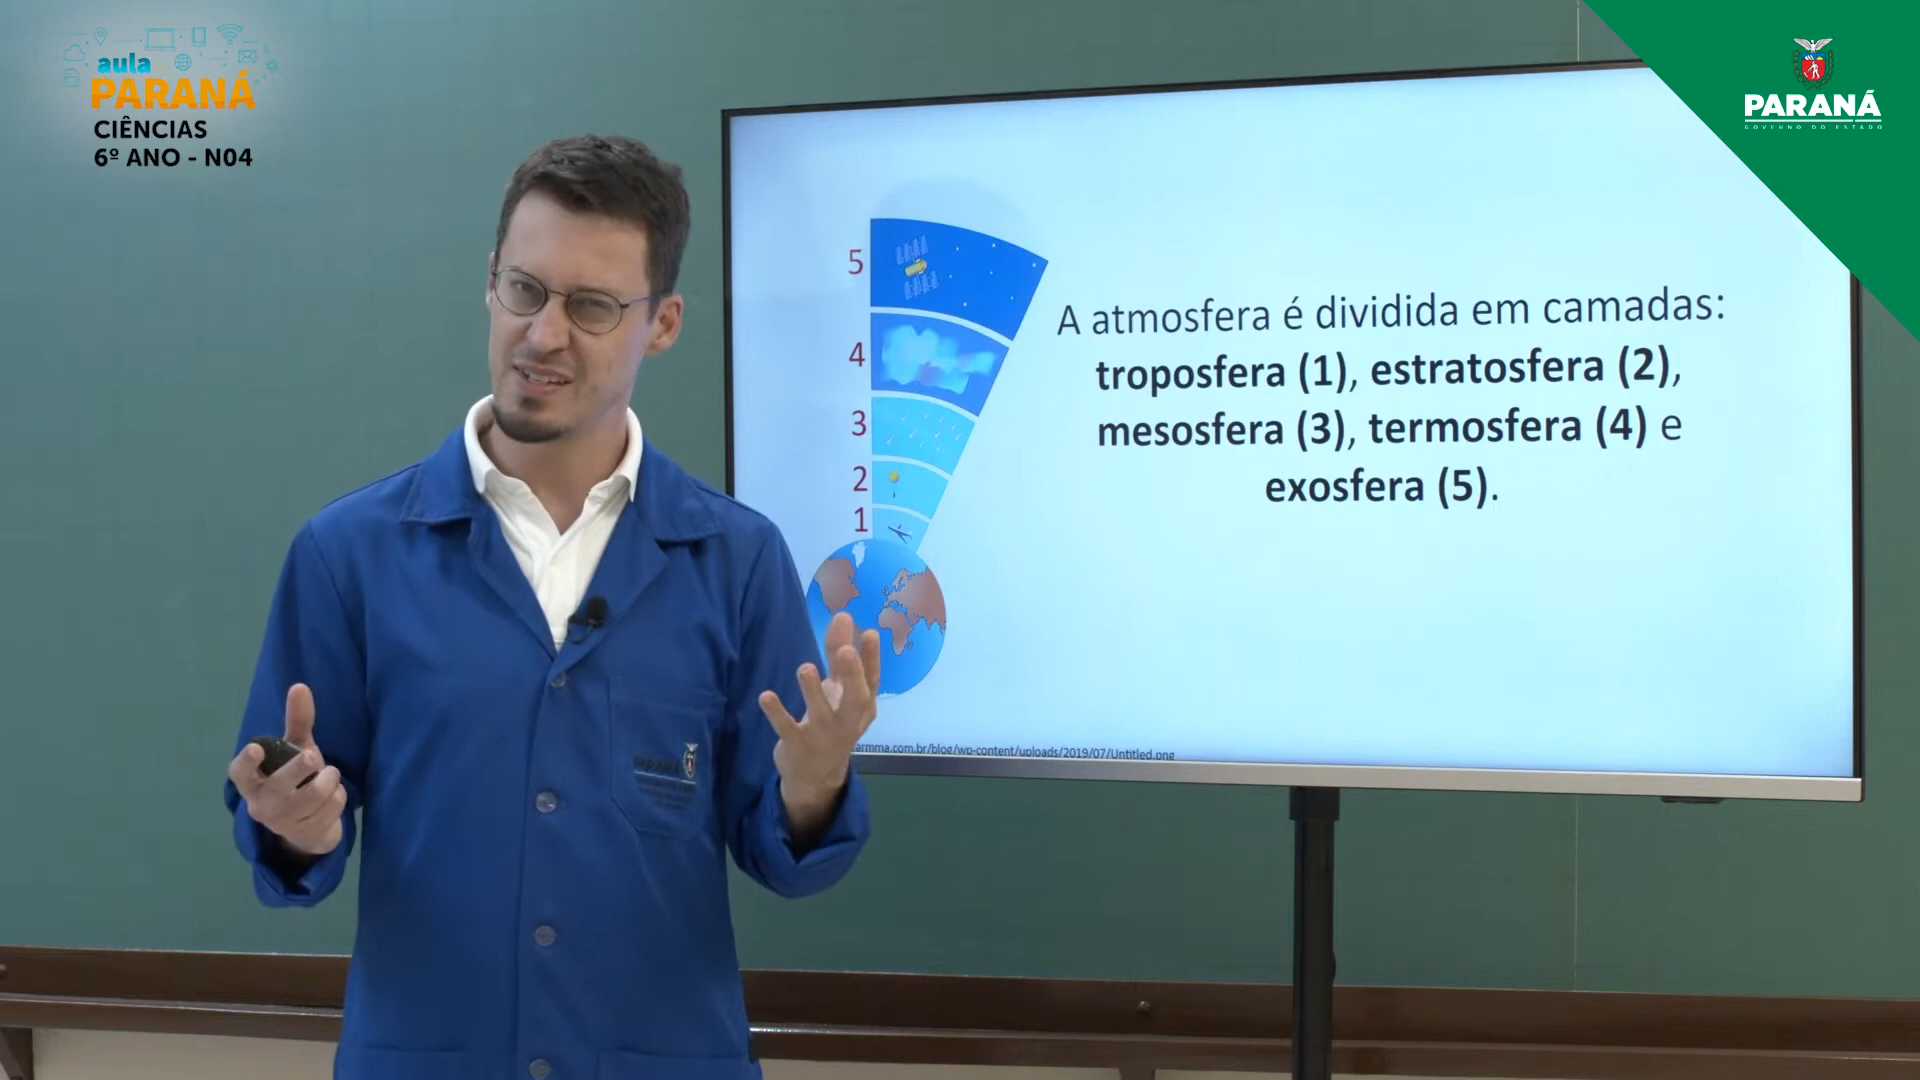 aula
PARANÁ
CIÊNCIAS
6º ANO - N04
PARANÁ
GOVERNO DO ESTADO
5
4
3
2
1
A atmosfera é dividida em camadas:
troposfera (1), estratosfera (2),
mesosfera (3), termosfera (4) e
exosfera (5).
armma.com.br/blog/wp-content/uploads/2019/07/Untitled.png
PARANÁ